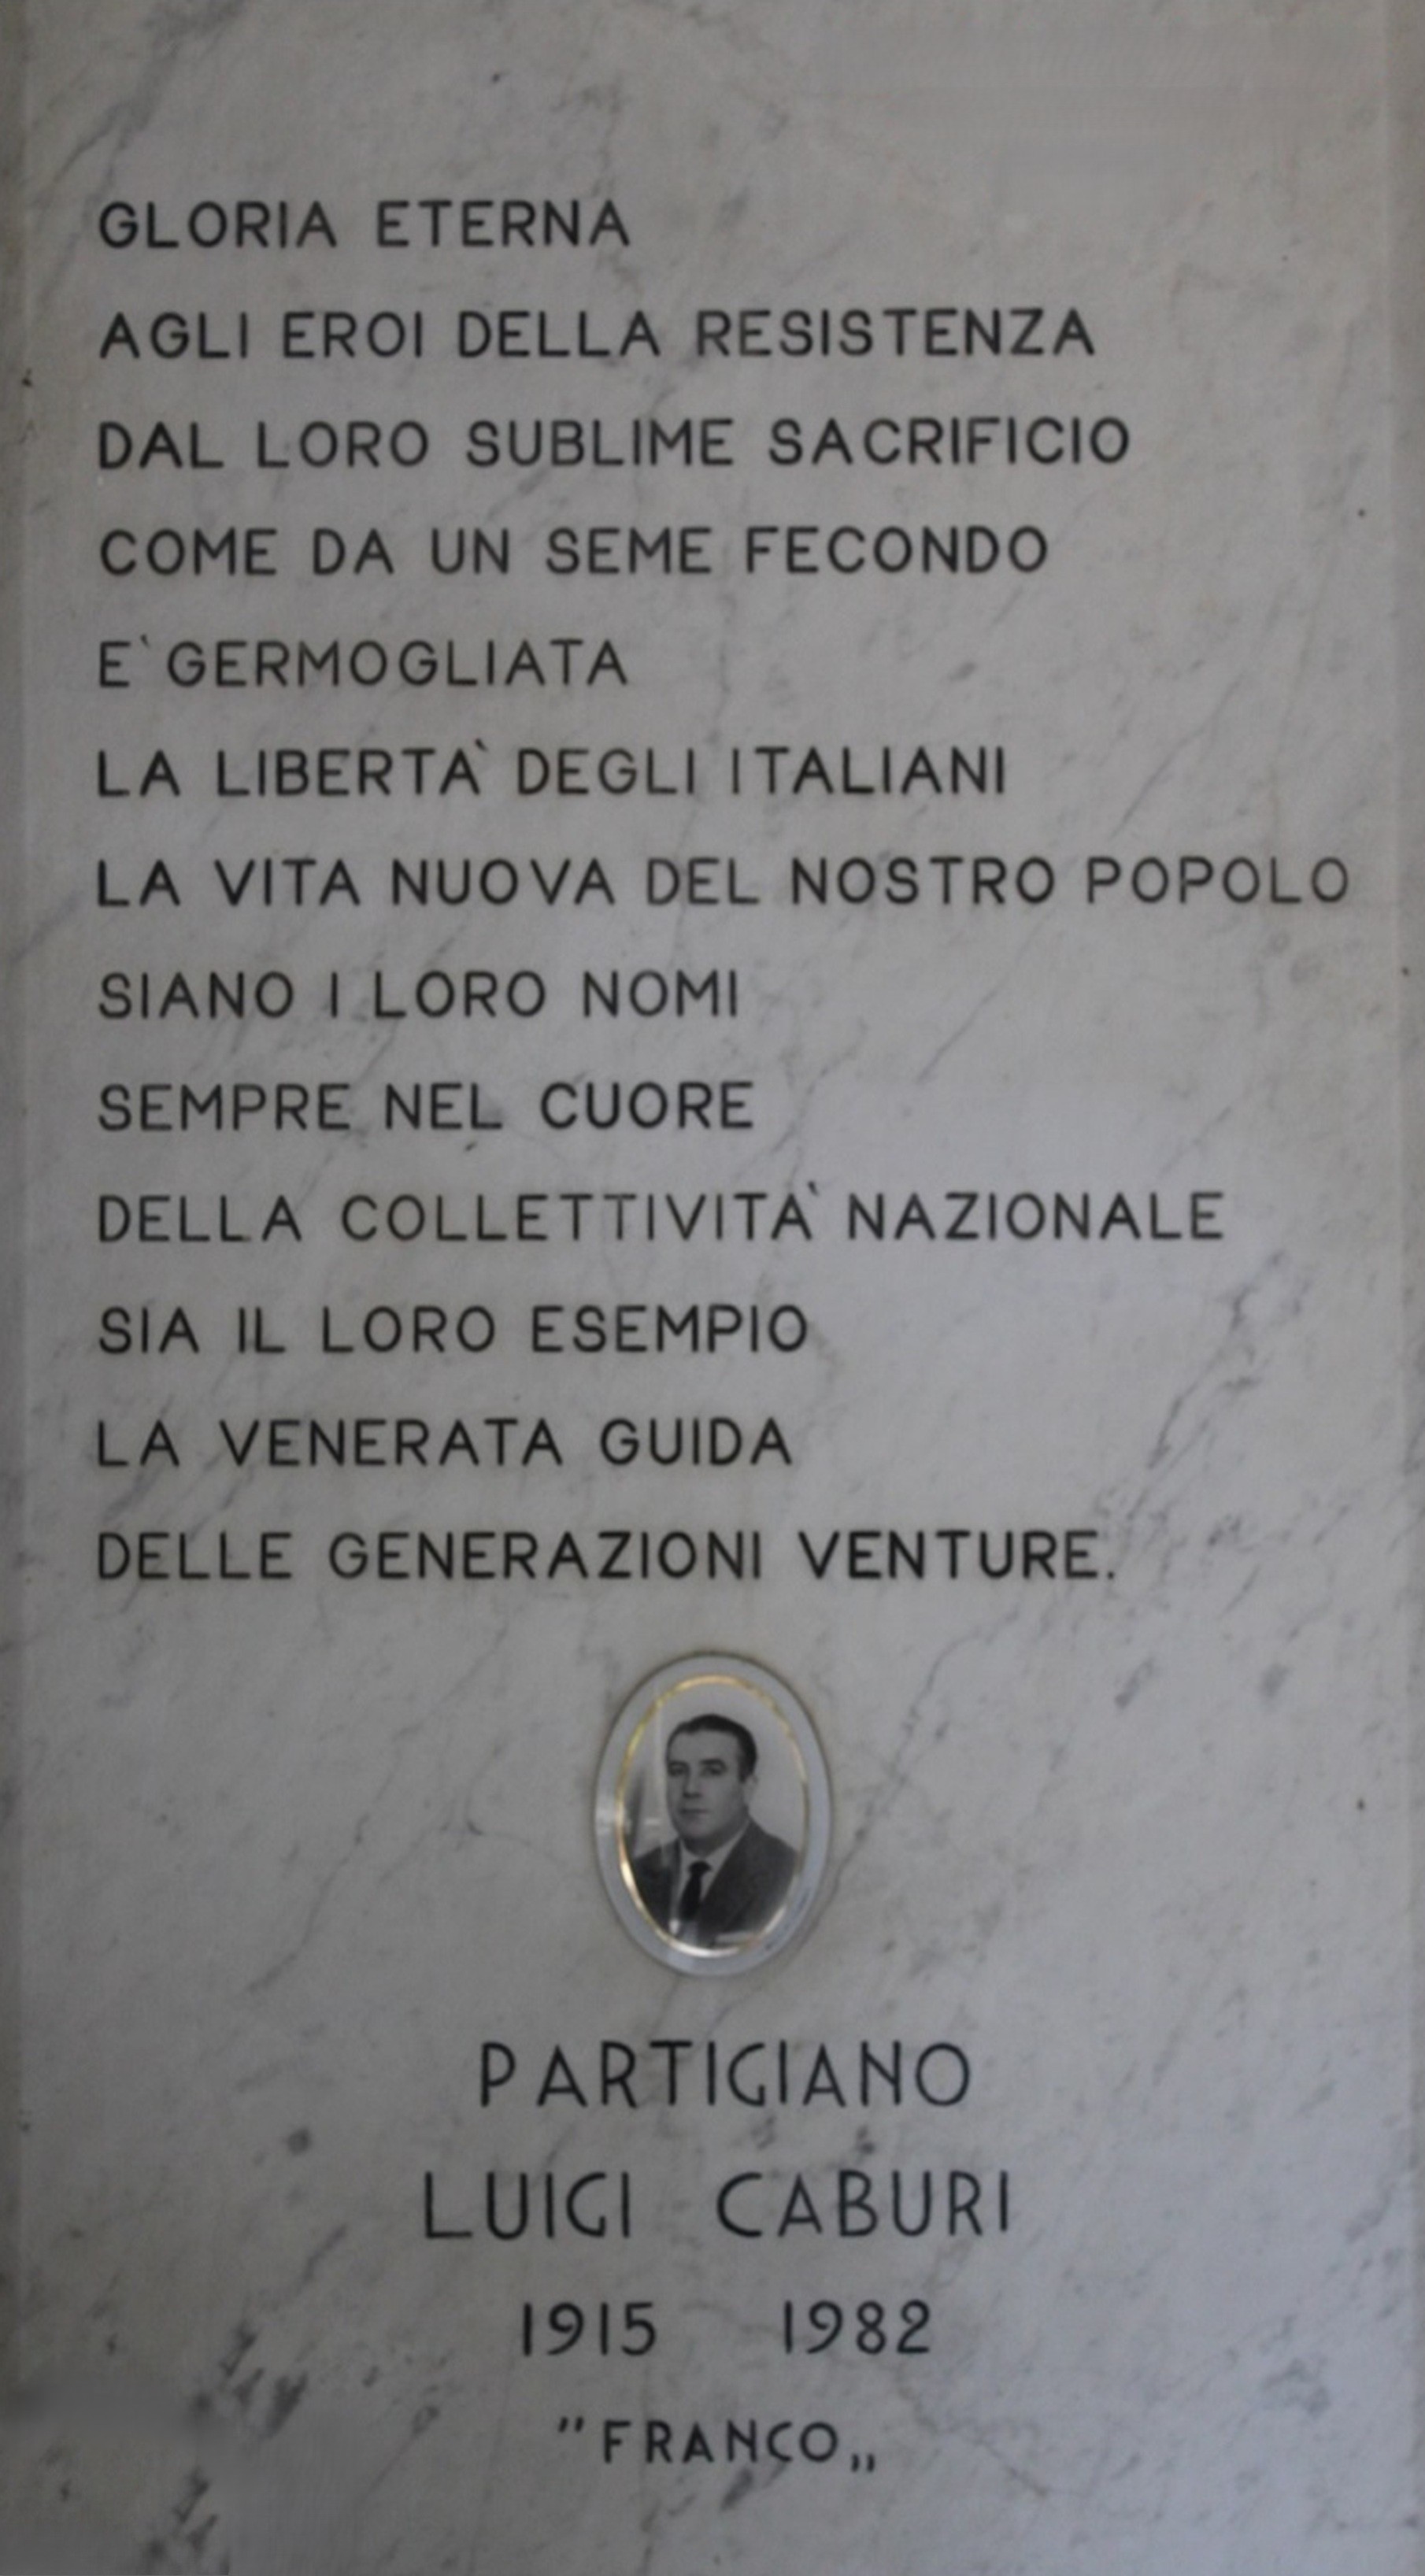 GLORIA ETERNA
AGLI EROI DELLA RESISTENZA
DAL LORO SUBLIME SACRIFICIO
COME DA UN SEME FECONDO
E` GERMOGLIATA
LA LIBERTA` DEGLI ITALIANI
LA VITA NUOVA DEL NOSTRO POPOLO
SIANO I LORO NOMI
SEMPRE NEL CUORE
DELLA COLLETTIVITA` NAZIONALE
SIA IL LORO ESEMPIO
LA VENERATA GUIDA
DELLE GENERAZIONI VENTURE.
PARTIGIANO
LUIGI CABURI
1915 1982
"FRANCO„